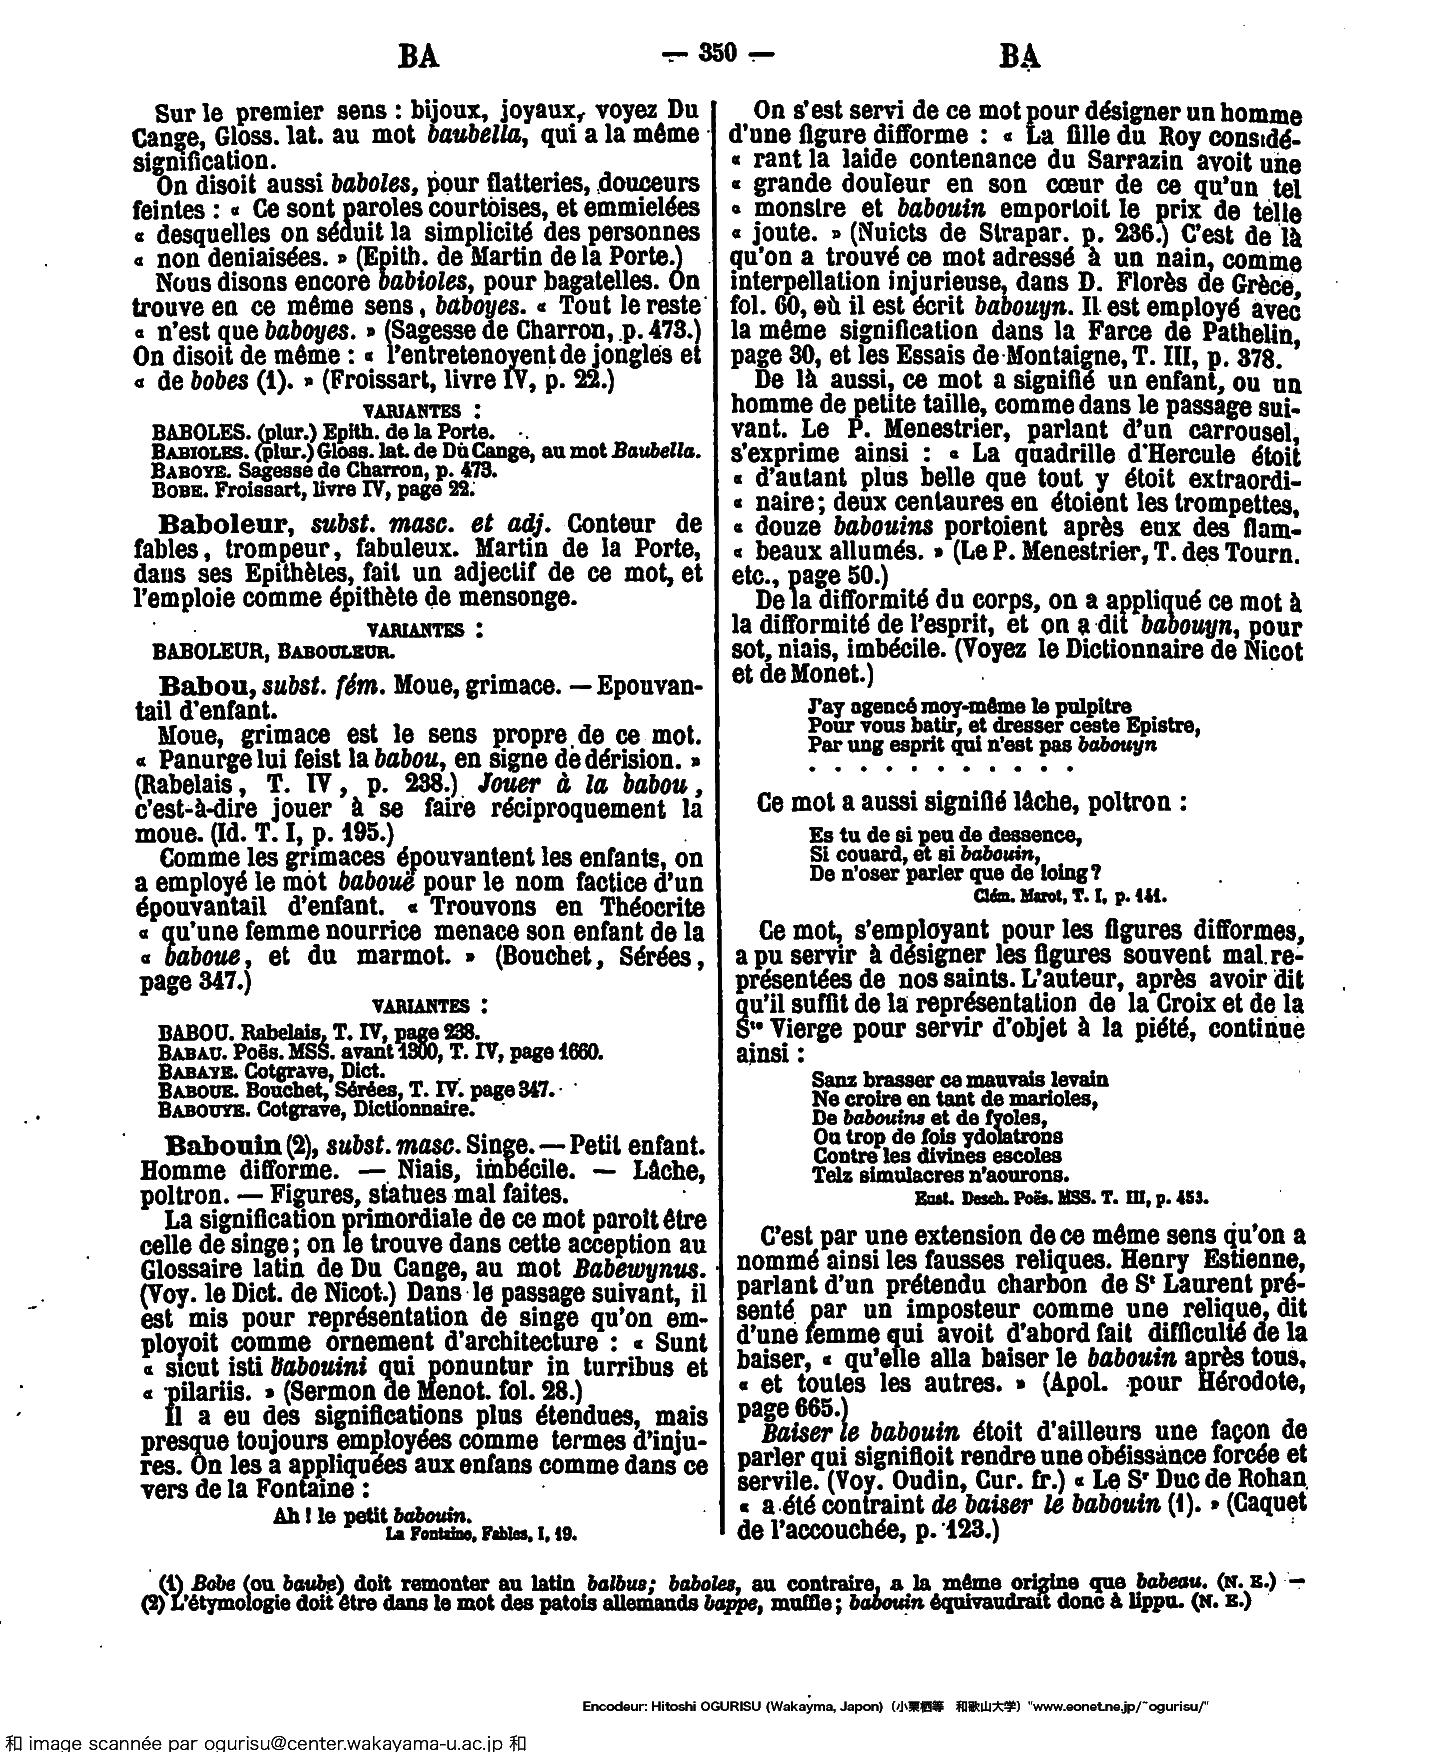 BA — 350 — BA
Sur le premier sens : bijoux, joyaux, voyez Du
Cange, Gloss. lat. au mot baubella, qui a la même
signification.
On disoit aussi baboles, pour flatteries, douceurs
feintes : « Ce sont paroles courtoises, et emmielées
« desquelles on séduit la simplicité des personnes
« non deniaisées. » (Epith. de Martin de la Porte.)
Nous disons encore babioles, pour bagatelles. On
trouve en ce même sens, baboyes. « Tout le reste
« n'est que baboyes. » (Sagesse de Charron, p. 473.)
On disoit de même : « l'entretenoyent de jongles et
« de bobes (1). » (Froissart, livre IV, p. 22.)
VARIANTES :
BABOLES. (plur.) Epith. de la Porte.
BABIOLES. (plur.) Gloss. lat. de Du Cange, au mot Baubella.
BABOYE. Sagesse de Charron, p. 473.
BOBE. Froissart, livre IV, page 22.
Baboleur, subst. masc. et adj. Conteur de
fables, trompeur, fabuleux. Martin de la Porte,
dans ses Epithètes, fait un adjectif de ce mot, et
l'emploie comme épithète de mensonge.
VARIANTES :
BABOLEUR, BABOULEUR.
Babou, subst. fém. Moue, grimace. — Epouvan-
tail d'enfant.
Moue, grimace est le sens propre de ce mot.
« Panurge lui feist la babou, en signe de dérision. »
(Rabelais, T. IV, p. 238.) Jouer à la babou,
c'est-à-dire jouer à se faire réciproquement la
moue. (Id. T. I, p. 195.)
Comme les grimaces épouvantent les enfants, on
a employé le mot babouë pour le nom factice d'un
épouvantail d'enfant. « Trouvons en Théocrite
« qu'une femme nourrice menace son enfant de la
« baboue, et du marmot. » (Bouchet, Sérées,
page 347.)
VARIANTES :
BABOU. Rabelais, T. IV, page 238.
BABAU. Poës. MSS. avant 1300, T. IV, page 1660.
BABAYE. Cotgrave, Dict.
BABOUE. Bouchet, Sérées, T. IV. page 347.
BABOUYE. Cotgrave, Dictionnaire.
Babouin (2), subst. masc. Singe. — Petit enfant.
Homme difforme. — Niais, imbécile. — Lâche,
poltron. — Figures, statues mal faites.
La signification primordiale de ce mot paroît être
celle de singe ; on le trouve dans cette acception au
Glossaire latin de Du Cange, au mot Babewynus.
(Voy. le Dict. de Nicot.) Dans le passage suivant, il
est mis pour représentation de singe qu'on em-
ployoit comme ornement d'architecture : « Sunt
« sicut isti Babouini qui ponuntur in turribus et
« pilariis. » (Sermon de Menot. fol. 28.)
Il a eu des significations plus étendues, mais
presque toujours employées comme termes d'inju-
res. On les a appliquées aux enfans comme dans ce
vers de la Fontaine :
Ah ! le petit babouin.
La Fontaine, Fables, I, 19.
On s'est servi de ce mot pour désigner un homme
d'une figure difforme : « La fille du Roy considé-
« rant la laide contenance du Sarrazin avoit une
« grande douleur en son cœur de ce qu'un tel
« monstre et babouin emportoit le prix de telle
« joute. » (Nuicts de Strapar. p. 236.) C'est de là
qu'on a trouvé ce mot adressé à un nain, comme
interpellation injurieuse, dans D. Florès de Grèce,
fol. 60, où il est écrit babouyn. Il est employé avec
la même signification dans la Farce de Pathelin,
page 30, et les Essais de Montaigne, T. III, p. 378.
De là aussi, ce mot a signifié un enfant, ou un
homme de petite taille, comme dans le passage sui-
vant. Le P. Menestrier, parlant d'un carrousel,
s'exprime ainsi : « La quadrille d'Hercule étoit
« d'autant plus belle que tout y étoit extraordi-
« naire ; deux centaures en étoient les trompettes,
« douze babouins portoient après eux des flam-
« beaux allumés. » (Le P. Menestrier, T. des Tourn.
etc., page 50.)
De la difformité du corps, on a appliqué ce mot à
la difformité de l'esprit, et on a dit babouyn, pour
sot, niais, imbécile. (Voyez le Dictionnaire de Nicot
et de Monet.)
J'ay agencé moy-même le pulpitre
Pour vous batir, et dresser ceste Epistre,
Par ung esprit qui n'est pas babouyn
. . . . . . . . . . .
Ce mot a aussi signifié lâche, poltron :
Es tu de si peu de dessence,
Si couard, et si babouin,
De n'oser parler que de loing ?
Clém. Marot, T. I, p. 141.
Ce mot, s'employant pour les figures difformes,
a pu servir à désigner les figures souvent mal re-
présentées de nos saints. L'auteur, après avoir dit
qu'il suffit de la représentation de la Croix et de la
Ste Vierge pour servir d'objet à la piété, continue
ainsi :
Sanz brasser ce mauvais levain
Ne croire en tant de marioles,
De babouins et de fyoles,
Ou trop de fois ydolatrons
Contre les divines escoles
Telz simulacres n'aourons.
Eust. Desch. Poës. MSS. T. III, p. 453.
C'est par une extension de ce même sens qu'on a
nommé ainsi les fausses reliques. Henry Estienne,
parlant d'un prétendu charbon de St Laurent pré-
senté par un imposteur comme une relique, dit
d'une femme qui avoit d'abord fait difficulté de la
baiser, « qu'elle alla baiser le babouin après tous,
« et toutes les autres. » (Apol. pour Hérodote,
page 665.)
Baiser le babouin étoit d'ailleurs une façon de
parler qui signifioit rendre une obéissance forcée et
servile. (Voy. Oudin, Cur. fr.) « Le Sr Duc de Rohan
« a été contraint de baiser le babouin (1). » (Caquet
de l'accouchée, p. 123.)
(1) Bobe (ou baube) doit remonter au latin balbus ; baboles, au contraire, a la même origine que babeau. (N. E.) —
(2) L'étymologie doit être dans le mot des patois allemands bappe, muffle ; babouin équivaudrait donc à lippu. (N. E.)
Encodeur: Hitoshi OGURISU (Wakayma, Japon)（小栗栖等　和歌山大学）"www.eonet.ne.jp/~ogurisu/"
和 image scannée par ogurisu@center.wakayama-u.ac.jp 和